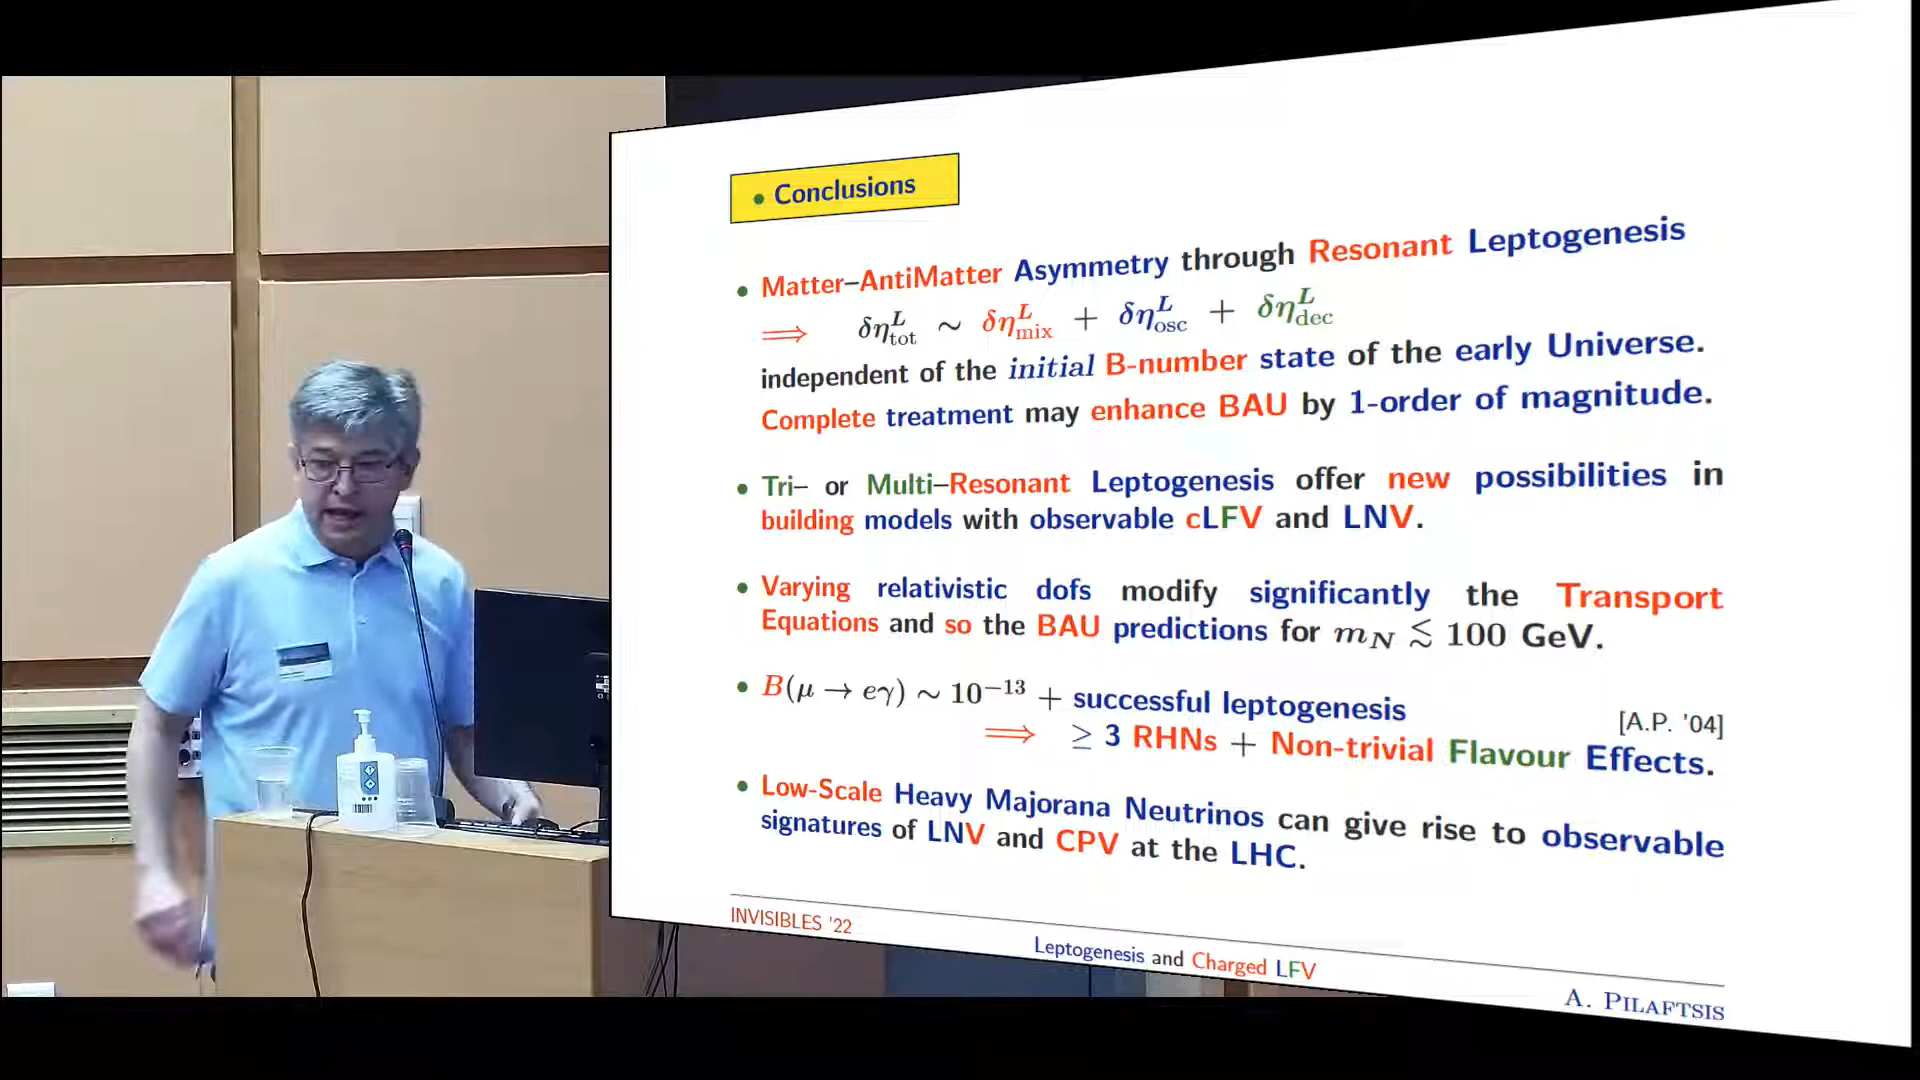 • Conclusions
• Matter–AntiMatter Asymmetry through Resonant Leptogenesis
⟹ δη^L_tot ∼ δη^L_mix + δη^L_osc + δη^L_dec
independent of the initial B-number state of the early Universe.
Complete treatment may enhance BAU by 1-order of magnitude.
• Tri– or Multi–Resonant Leptogenesis offer new possibilities in
building models with observable cLFV and LNV.
• Varying relativistic dofs modify significantly the Transport
Equations and so the BAU predictions for m_N ≲ 100 GeV.
• B(μ → eγ) ∼ 10^−13 + successful leptogenesis
[A.P. '04]
⟹ ≥ 3 RHNs + Non-trivial Flavour Effects.
• Low-Scale Heavy Majorana Neutrinos can give rise to observable
signatures of LNV and CPV at the LHC.
INVISIBLES '22
Leptogenesis and Charged LFV
A. PILAFTSIS